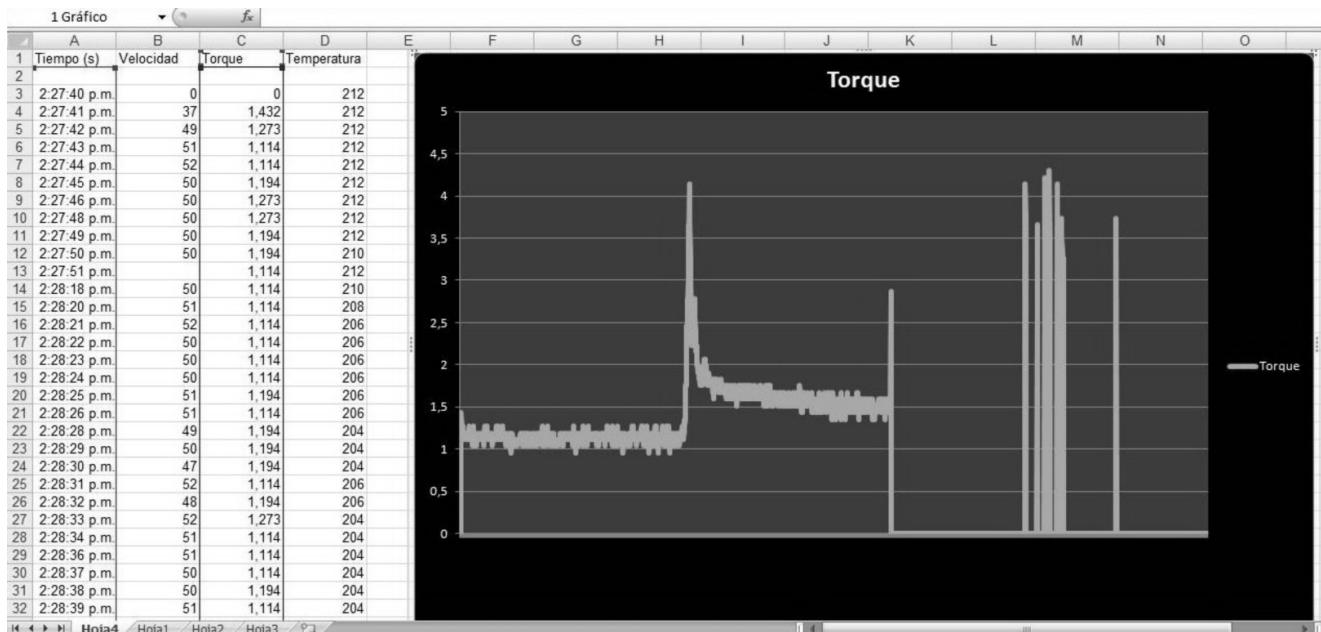 1 Gráfico fx
A B C D E F G H I J K L M N O
1 Tiempo (s) Velocidad Torque Temperatura
2
3 2:27:40 p.m. 0 0 212
4 2:27:41 p.m. 37 1,432 212
5 2:27:42 p.m. 49 1,273 212
6 2:27:43 p.m. 51 1,114 212
7 2:27:44 p.m. 52 1,114 212
8 2:27:45 p.m. 50 1,194 212
9 2:27:46 p.m. 50 1,273 212
10 2:27:48 p.m. 50 1,273 212
11 2:27:49 p.m. 50 1,194 212
12 2:27:50 p.m. 50 1,194 210
13 2:27:51 p.m. 1,114 212
14 2:28:18 p.m. 50 1,114 210
15 2:28:20 p.m. 51 1,114 208
16 2:28:21 p.m. 52 1,114 206
17 2:28:22 p.m. 50 1,114 206
18 2:28:23 p.m. 50 1,114 206
19 2:28:24 p.m. 50 1,114 206
20 2:28:25 p.m. 51 1,194 206
21 2:28:26 p.m. 51 1,114 206
22 2:28:28 p.m. 49 1,194 204
23 2:28:29 p.m. 50 1,194 204
24 2:28:30 p.m. 47 1,194 204
25 2:28:31 p.m. 52 1,114 206
26 2:28:32 p.m. 48 1,194 206
27 2:28:33 p.m. 52 1,273 204
28 2:28:34 p.m. 51 1,114 204
29 2:28:36 p.m. 51 1,114 204
30 2:28:37 p.m. 50 1,114 204
31 2:28:38 p.m. 50 1,194 204
32 2:28:39 p.m. 51 1,114 204
Torque
5
4,5
4
3,5
3
2,5
2
1,5
1
0,5
0
Torque
Hoja4 Hoja1 Hoja2 Hoja3